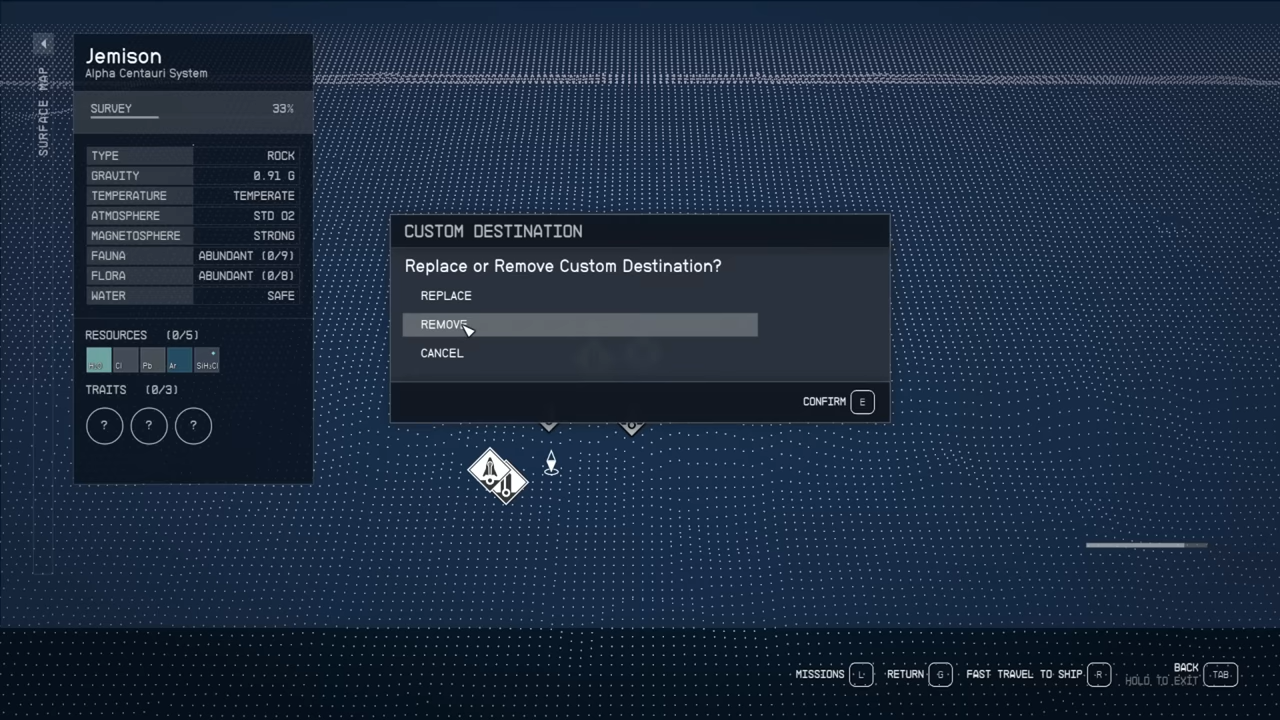 Jemison
Alpha Centauri System
SURFACE MAP
SURVEY 33%
TYPE ROCK
GRAVITY 0.91 G
TEMPERATURE TEMPERATE
ATMOSPHERE STD O2
MAGNETOSPHERE STRONG
FAUNA ABUNDANT (0/9)
FLORA ABUNDANT (0/8)
WATER SAFE
RESOURCES (0/5)
Cl Pb Ar SiH3Cl
TRAITS (0/3)
? ? ?
CUSTOM DESTINATION
Replace or Remove Custom Destination?
REPLACE
REMOVE
CANCEL
CONFIRM E
MISSIONS L RETURN G FAST TRAVEL TO SHIP R BACK TAB
HOLD TO EXIT